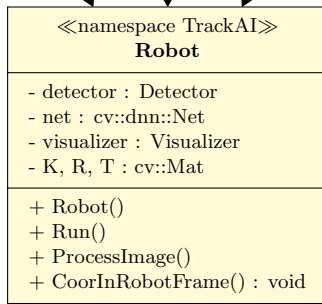 ≪namespace TrackAI≫
Robot
- detector : Detector
- net : cv::dnn::Net
- visualizer : Visualizer
- K, R, T : cv::Mat
+ Robot()
+ Run()
+ ProcessImage()
+ CoorInRobotFrame() : void